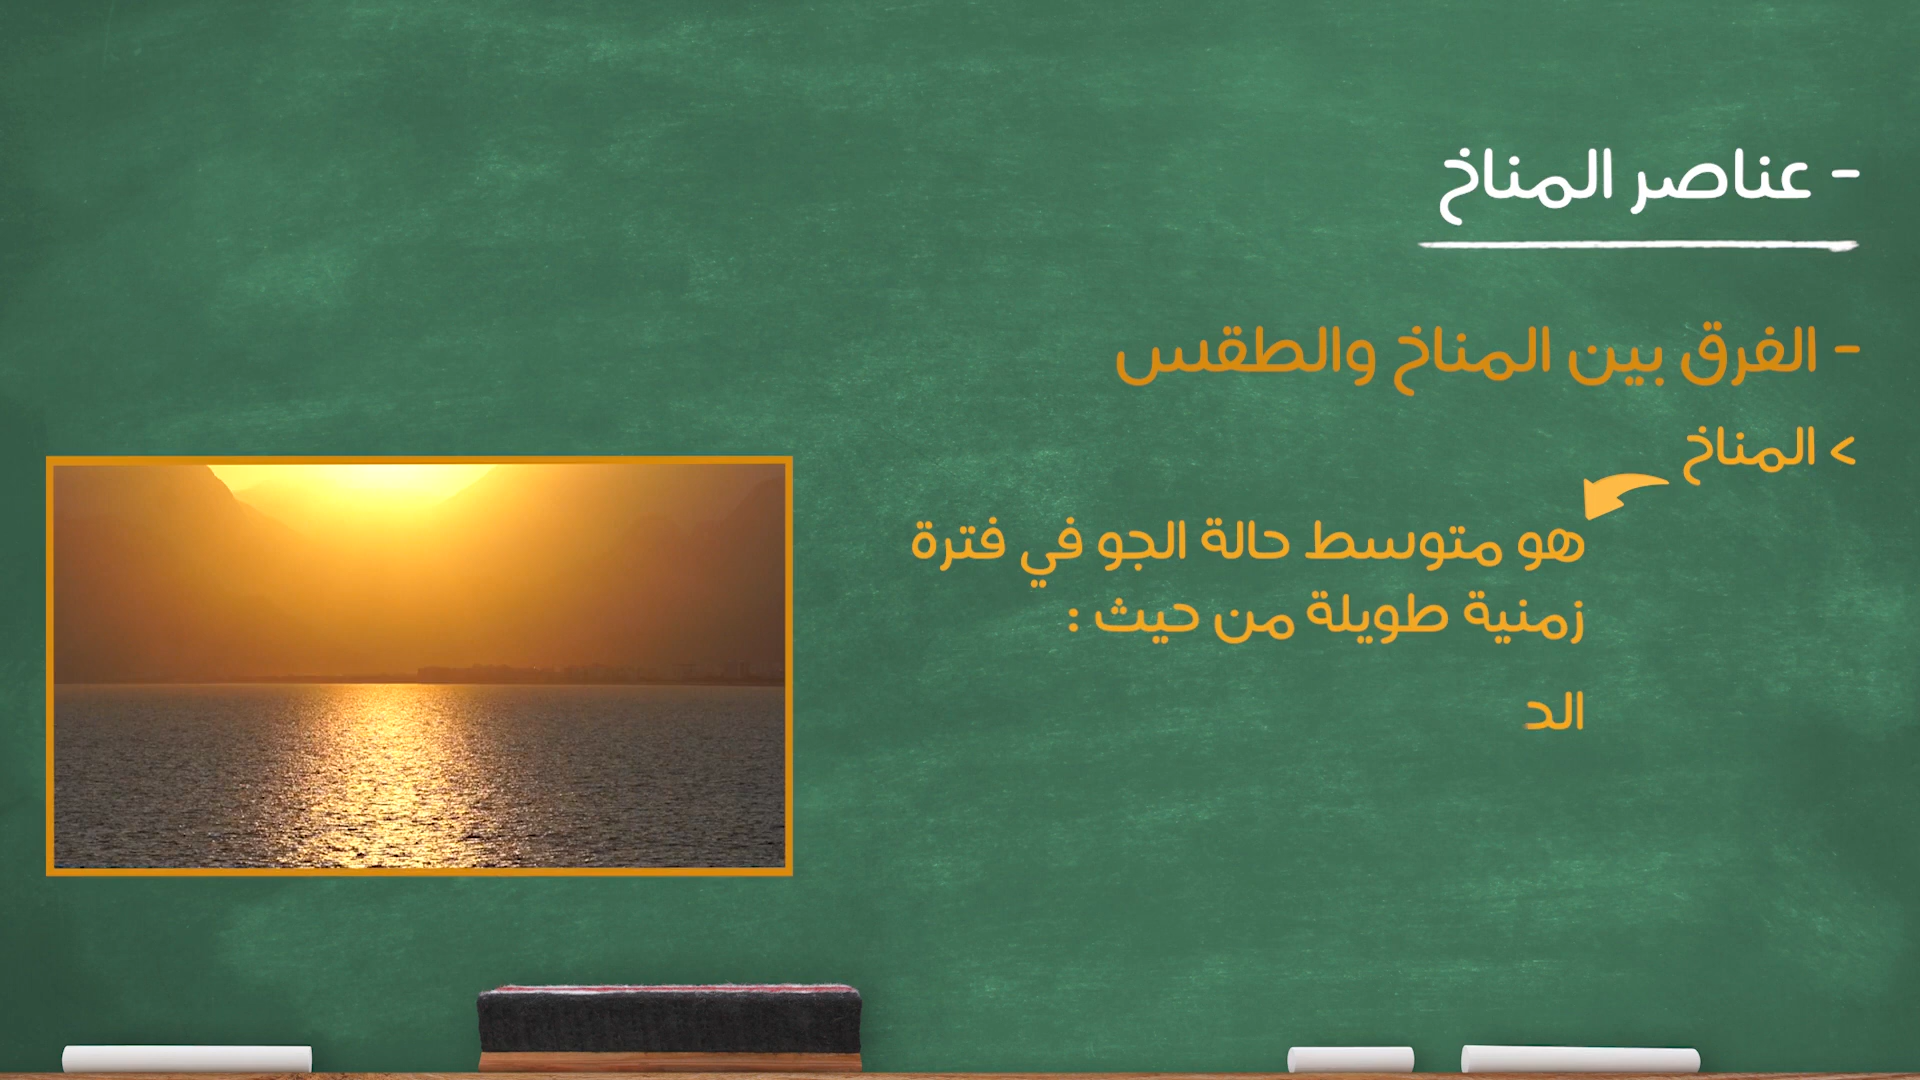 - عناصر المناخ
- الفرق بين المناخ والطقس
> المناخ
هو متوسط حالة الجو في فترة
زمنية طويلة من حيث :
الد